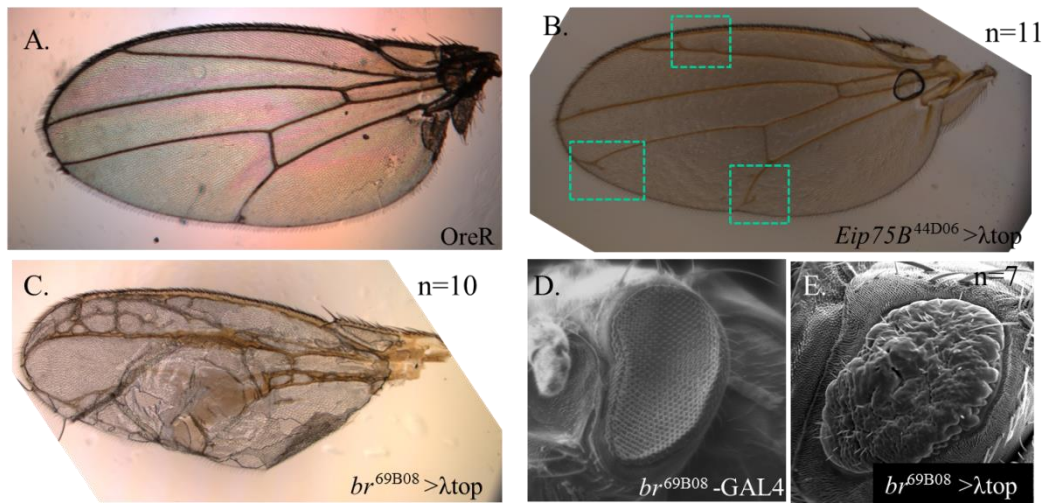 A.
OreR
B.
n=11
Eip75B44D06 >λtop
C.
n=10
br69B08 >λtop
D.
br69B08 -GAL4
E.
n=7
br69B08 >λtop